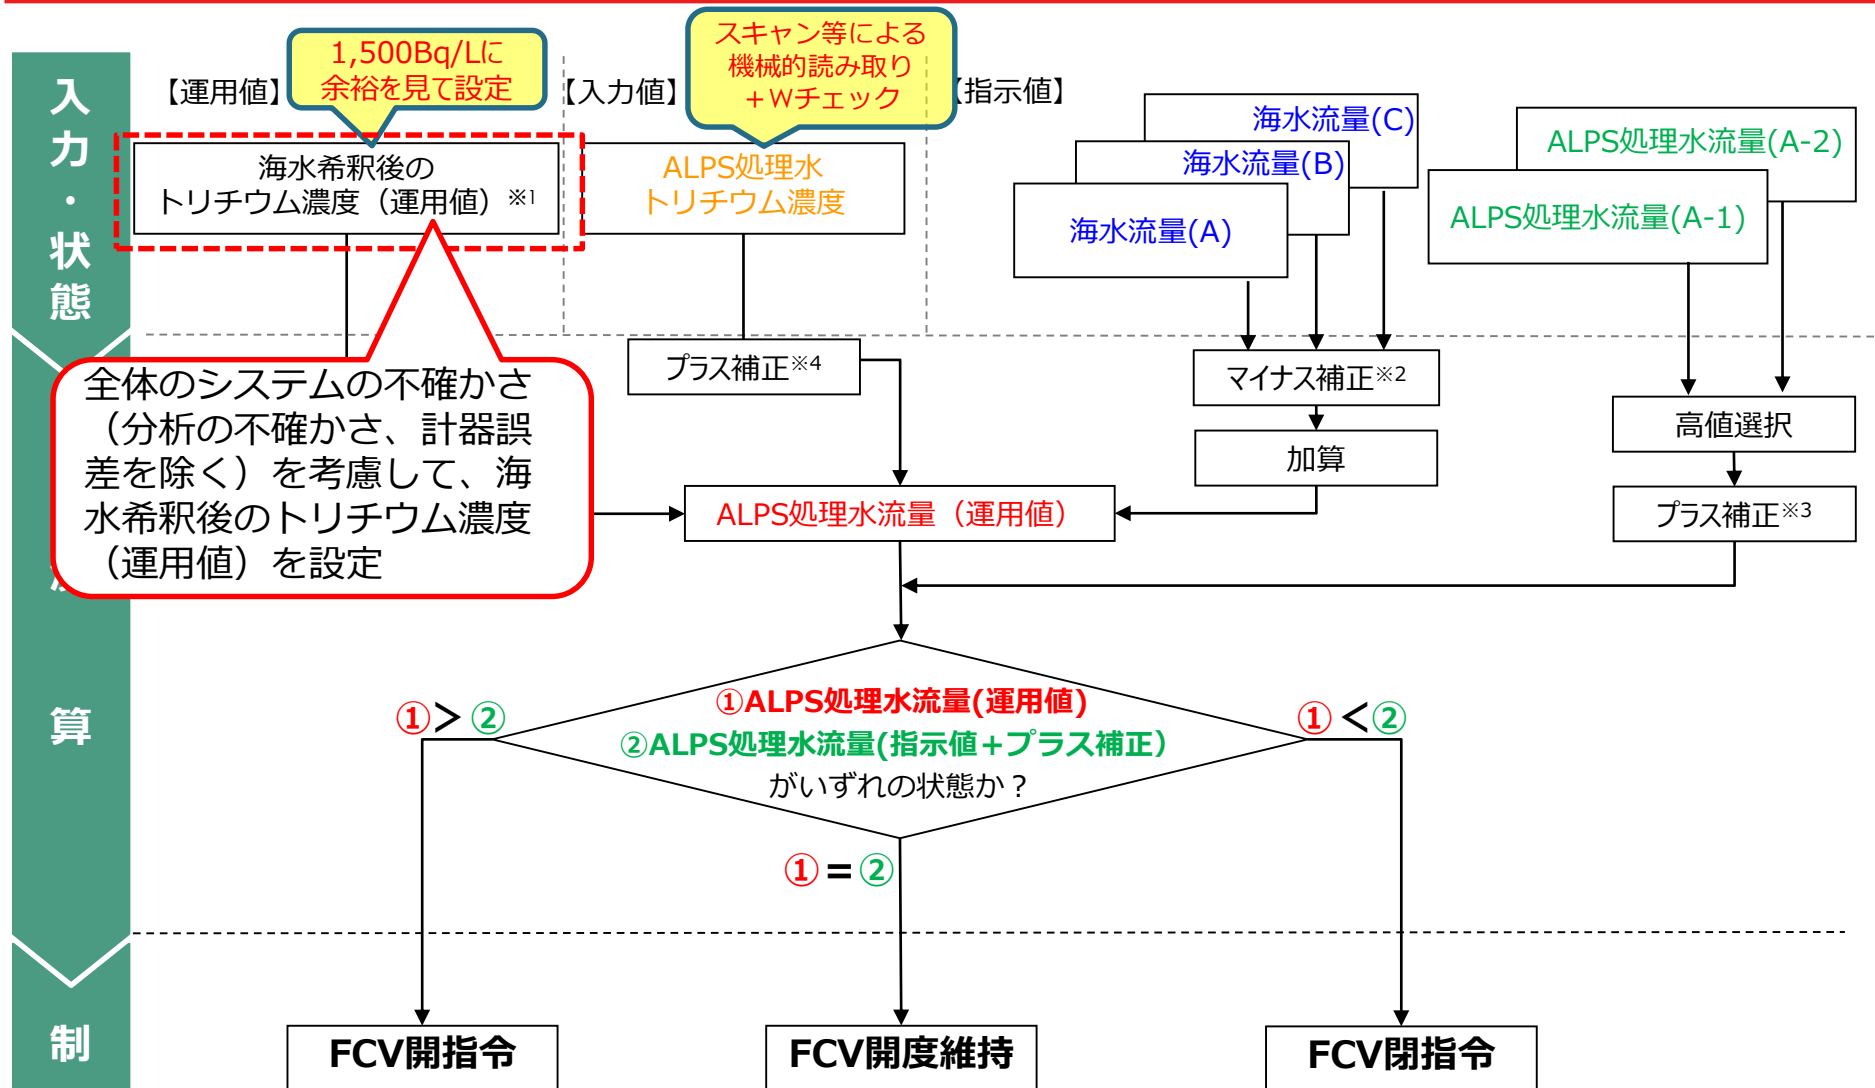 入
力
・
状
態
算
制
【運用値】
1,500Bq/Lに
余裕を見て設定
【入力値】
スキャン等による
機械的読み取り
＋Wチェック
【指示値】
海水希釈後の
トリチウム濃度（運用値）※1
ALPS処理水
トリチウム濃度
海水流量(C)
海水流量(B)
海水流量(A)
ALPS処理水流量(A-2)
ALPS処理水流量(A-1)
全体のシステムの不確かさ
（分析の不確かさ、計器誤
差を除く）を考慮して、海
水希釈後のトリチウム濃度
（運用値）を設定
プラス補正※4
マイナス補正※2
加算
高値選択
プラス補正※3
ALPS処理水流量（運用値）
①ALPS処理水流量(運用値)
②ALPS処理水流量(指示値＋プラス補正）
がいずれの状態か？
①＞②
①＜②
①＝②
FCV開指令
FCV開度維持
FCV閉指令